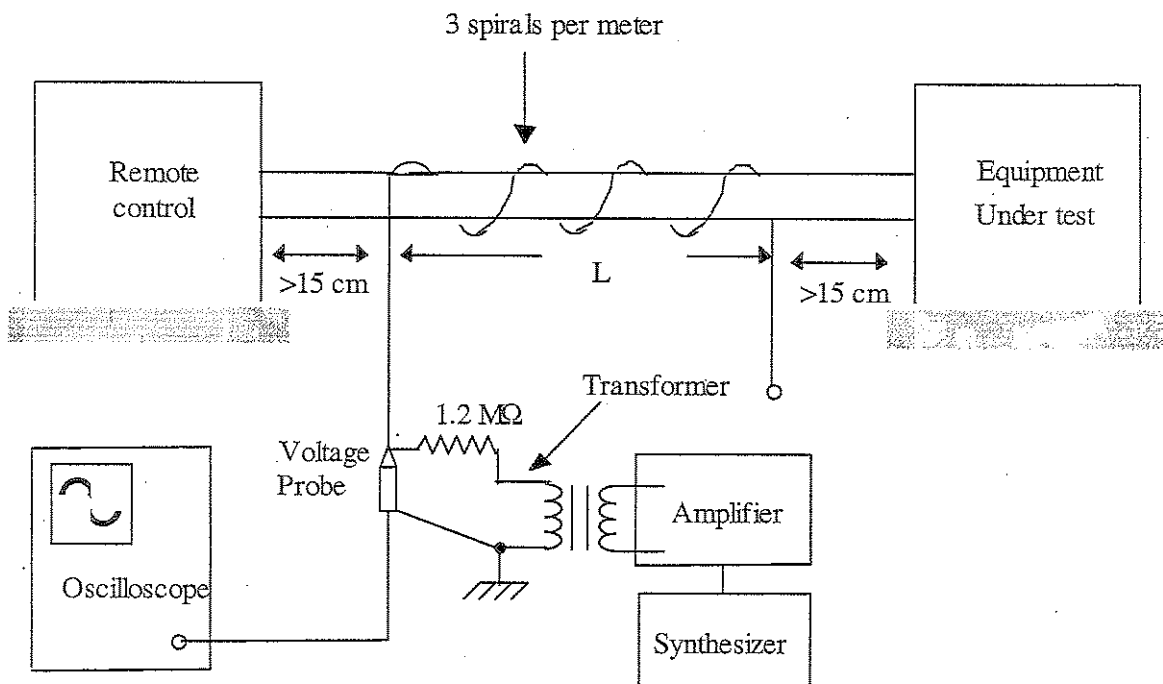 3 spirals per meter
Remote
control
Equipment
Under test
>15 cm
L
>15 cm
Transformer
1.2 MΩ
Voltage
Probe
Amplifier
Oscilloscope
Synthesizer